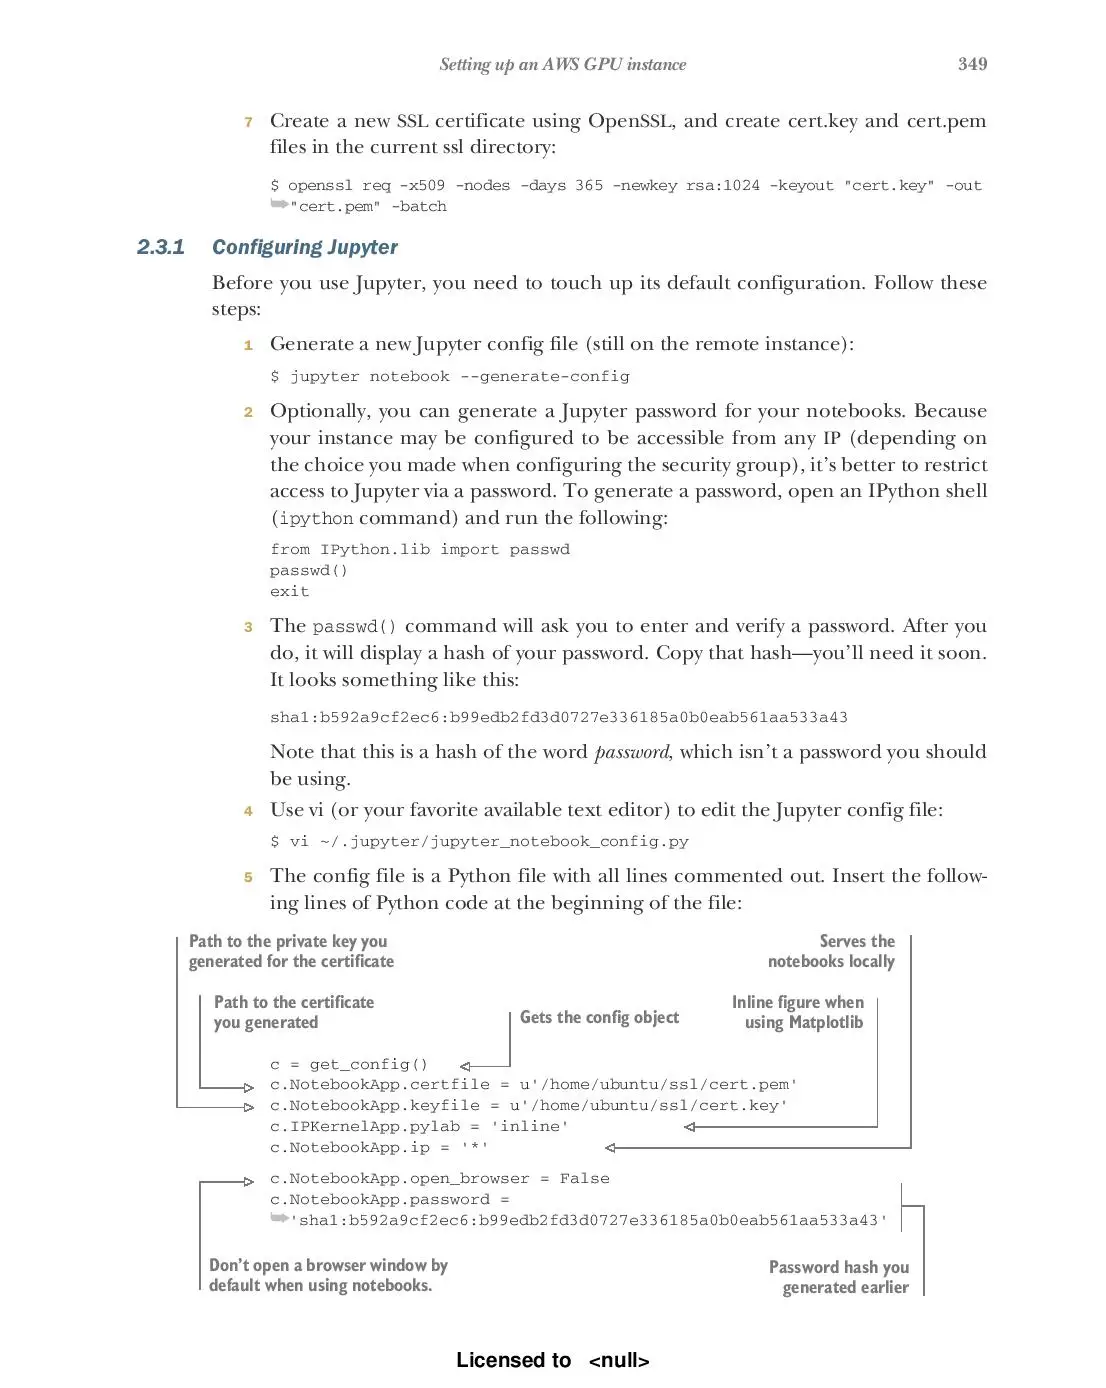 Setting up an AWS GPU instance 349
7 Create a new SSL certificate using OpenSSL, and create cert.key and cert.pem
files in the current ssl directory:
$ openssl req -x509 -nodes -days 365 -newkey rsa:1024 -keyout "cert.key" -out
➥"cert.pem" -batch
2.3.1 Configuring Jupyter
Before you use Jupyter, you need to touch up its default configuration. Follow these
steps:
1 Generate a new Jupyter config file (still on the remote instance):
$ jupyter notebook --generate-config
2 Optionally, you can generate a Jupyter password for your notebooks. Because
your instance may be configured to be accessible from any IP (depending on
the choice you made when configuring the security group), it's better to restrict
access to Jupyter via a password. To generate a password, open an IPython shell
(ipython command) and run the following:
from IPython.lib import passwd
passwd()
exit
3 The passwd() command will ask you to enter and verify a password. After you
do, it will display a hash of your password. Copy that hash—you'll need it soon.
It looks something like this:
sha1:b592a9cf2ec6:b99edb2fd3d0727e336185a0b0eab561aa533a43
Note that this is a hash of the word password, which isn't a password you should
be using.
4 Use vi (or your favorite available text editor) to edit the Jupyter config file:
$ vi ~/.jupyter/jupyter_notebook_config.py
5 The config file is a Python file with all lines commented out. Insert the follow-
ing lines of Python code at the beginning of the file:
Path to the private key you
generated for the certificate
Serves the
notebooks locally
Path to the certificate
you generated
Gets the config object
Inline figure when
using Matplotlib
c = get_config()
c.NotebookApp.certfile = u'/home/ubuntu/ssl/cert.pem'
c.NotebookApp.keyfile = u'/home/ubuntu/ssl/cert.key'
c.IPKernelApp.pylab = 'inline'
c.NotebookApp.ip = '*'
c.NotebookApp.open_browser = False
c.NotebookApp.password =
➥'sha1:b592a9cf2ec6:b99edb2fd3d0727e336185a0b0eab561aa533a43'
Don't open a browser window by
default when using notebooks.
Password hash you
generated earlier
Licensed to <null>